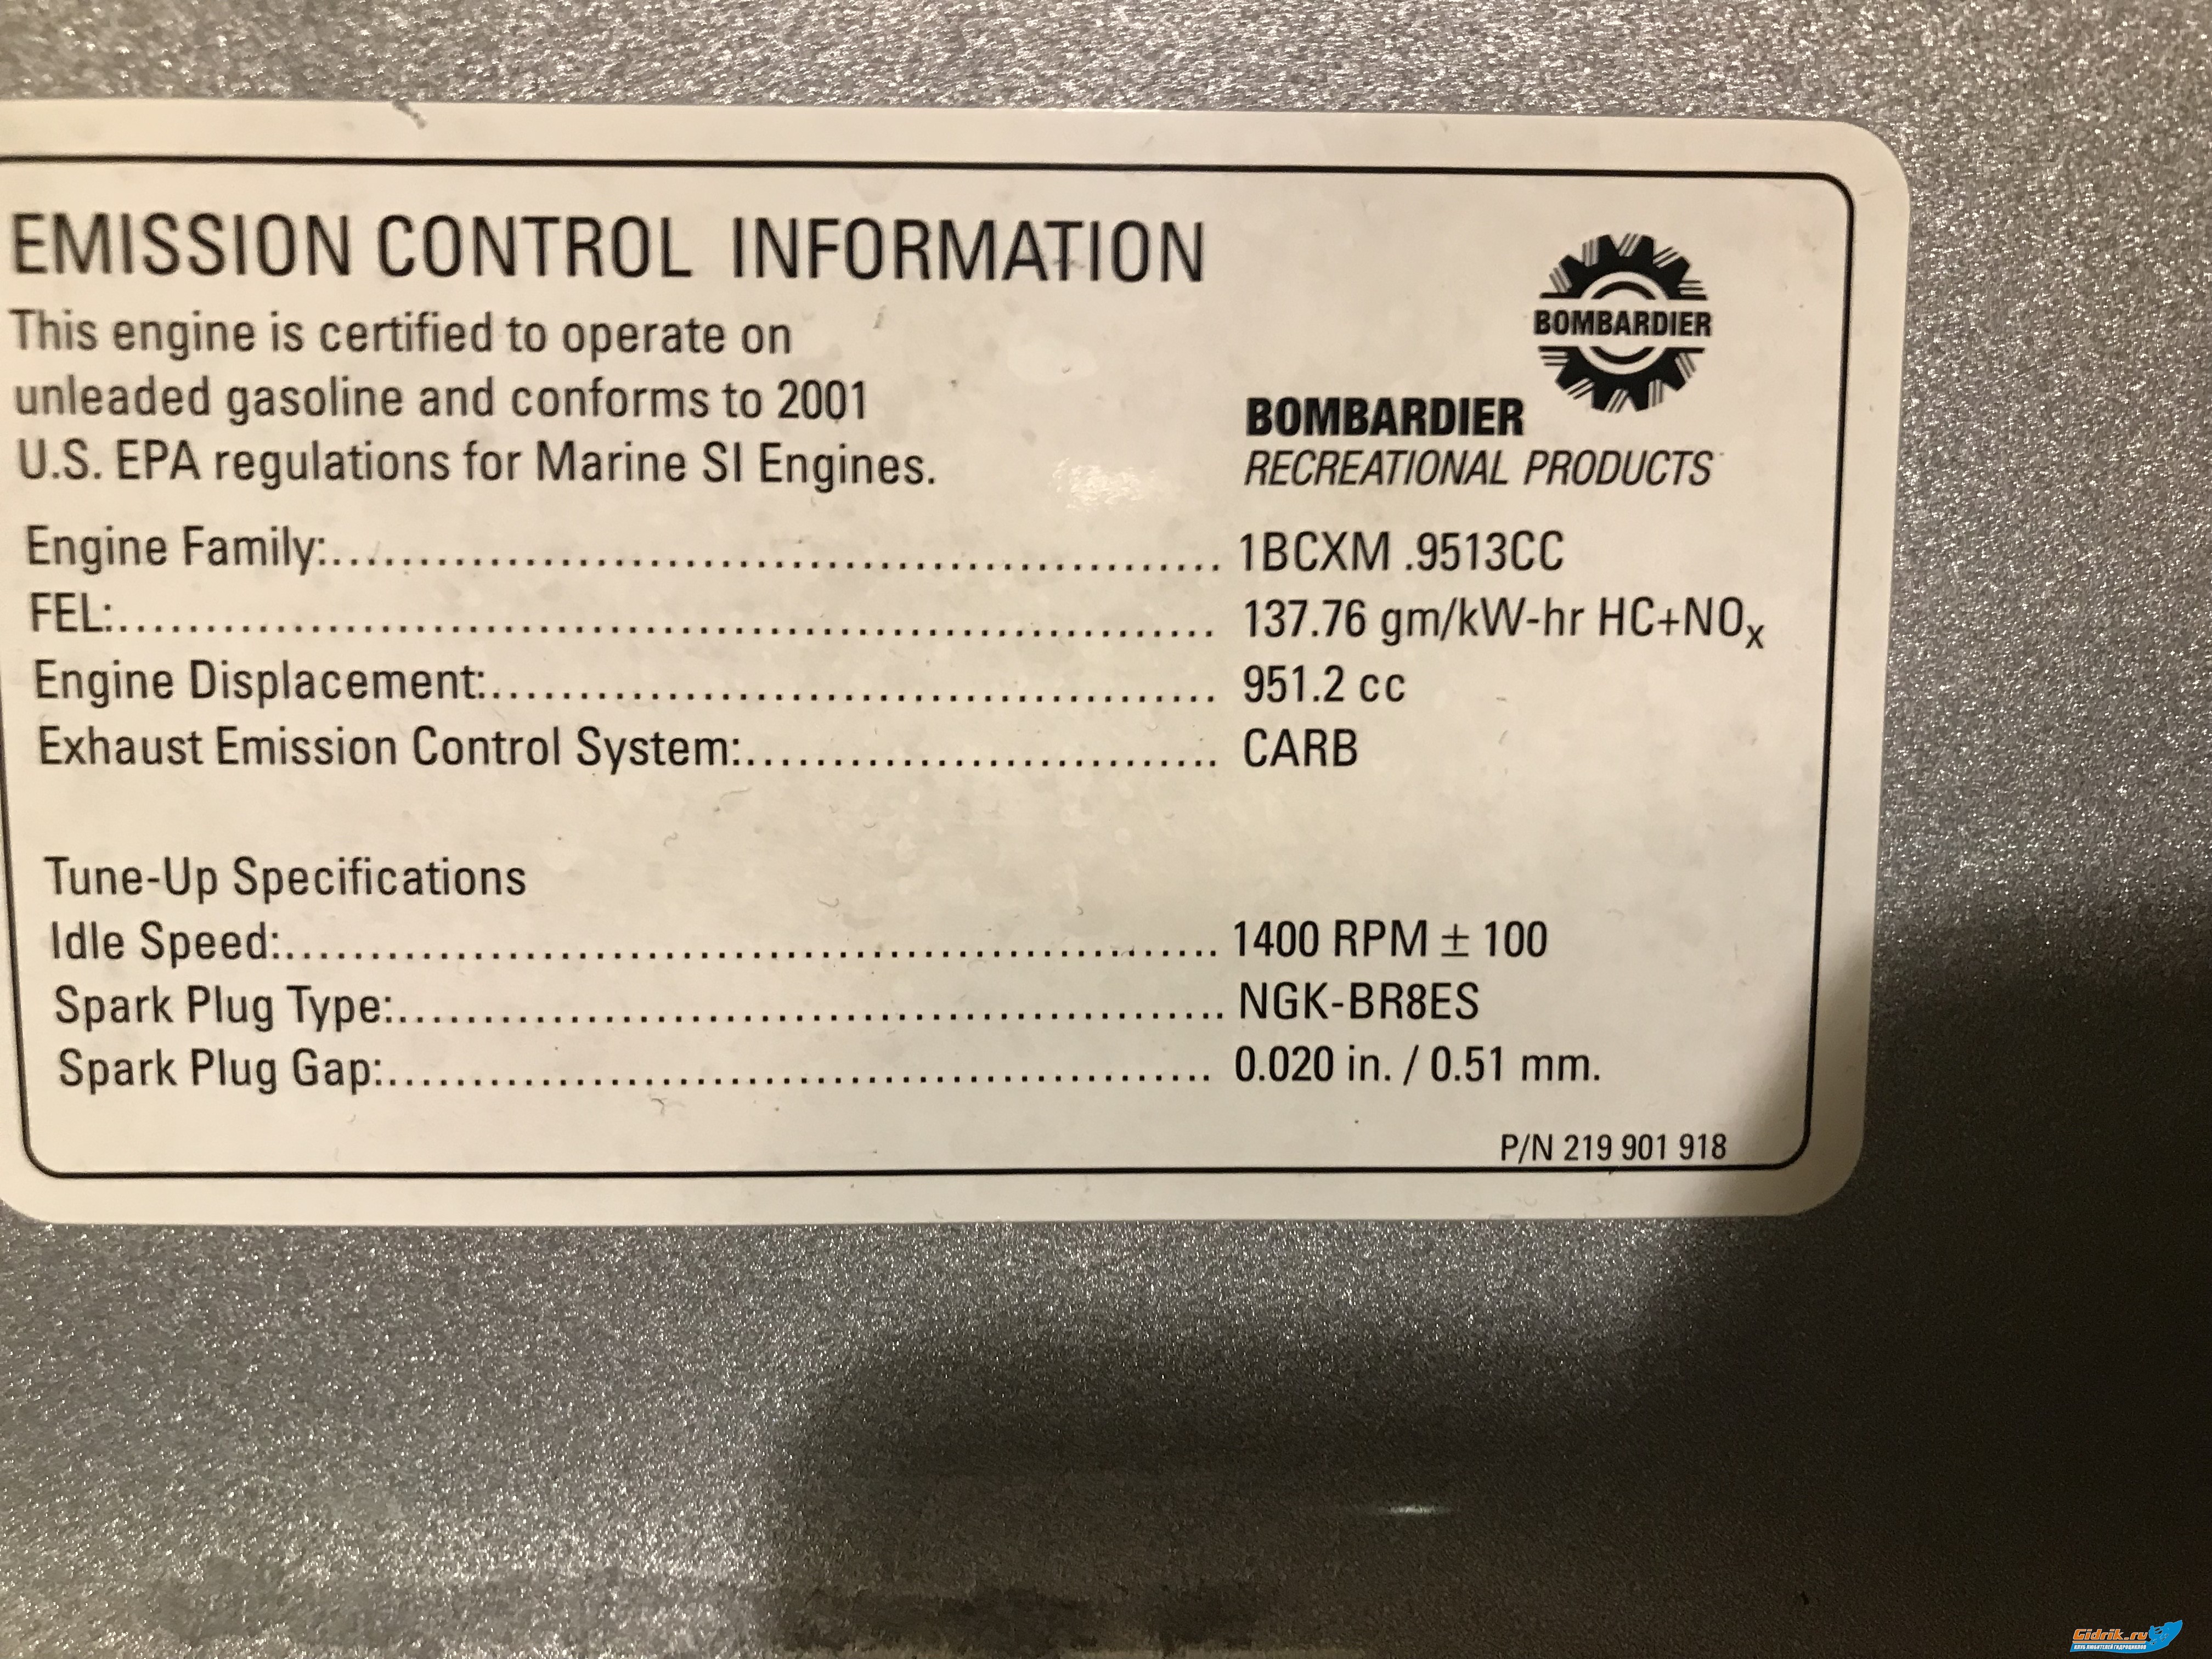 EMISSION CONTROL INFORMATION
This engine is certified to operate on
unleaded gasoline and conforms to 2001
U.S. EPA regulations for Marine SI Engines.
BOMBARDIER
BOMBARDIER
RECREATIONAL PRODUCTS
Engine Family:.................... 1BCXM .9513CC
FEL:.................... 137.76 gm/kW-hr HC+NOx
Engine Displacement:.................... 951.2 cc
Exhaust Emission Control System:.................... CARB
Tune-Up Specifications
Idle Speed:.................... 1400 RPM ± 100
Spark Plug Type:.................... NGK-BR8ES
Spark Plug Gap:.................... 0.020 in. / 0.51 mm.
P/N 219 901 918
Gidrik.ru
КЛУБ ЛЮБИТЕЛЕЙ ГИДРОЦИКЛОВ